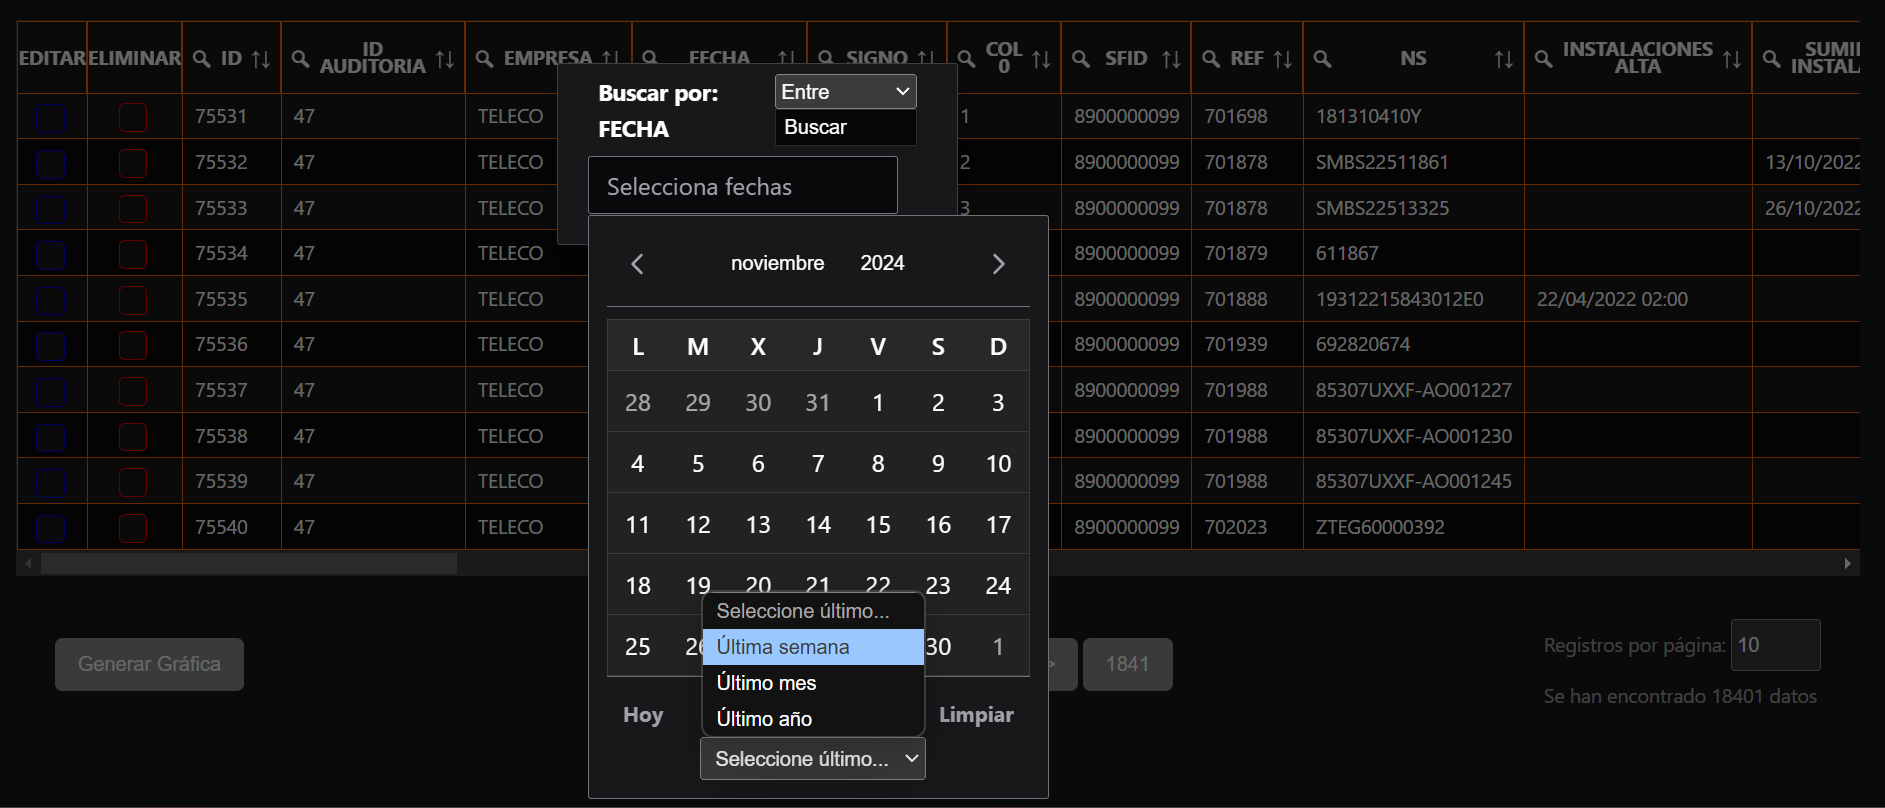 EDITAR ELIMINAR ID ID AUDITORIA EMPRESA FECHA SIGNO COL 0 SFID REF NS INSTALACIONES ALTA
Buscar por: Entre
FECHA Buscar
Selecciona fechas
75531 47 TELECO 1 8900000099 701698 181310410Y
75532 47 TELECO 2 8900000099 701878 SMBS22511861 13/10/2022
75533 47 TELECO 3 8900000099 701878 SMBS22513325 26/10/2022
75534 47 TELECO 8900000099 701879 611867
75535 47 TELECO 8900000099 701888 19312215843012E0 22/04/2022 02:00
75536 47 TELECO 8900000099 701939 692820674
75537 47 TELECO 8900000099 701988 85307UXXF-AO001227
75538 47 TELECO 8900000099 701988 85307UXXF-AO001230
75539 47 TELECO 8900000099 701988 85307UXXF-AO001245
75540 47 TELECO 8900000099 702023 ZTEG60000392
noviembre 2024
L M X J V S D
28 29 30 31 1 2 3
4 5 6 7 8 9 10
11 12 13 14 15 16 17
18 19 20 21 22 23 24
25 30 1
Seleccione último...
Última semana
Último mes
Último año
Hoy Limpiar
Seleccione último...
Generar Gráfica
> 1841
Registros por página: 10
Se han encontrado 18401 datos